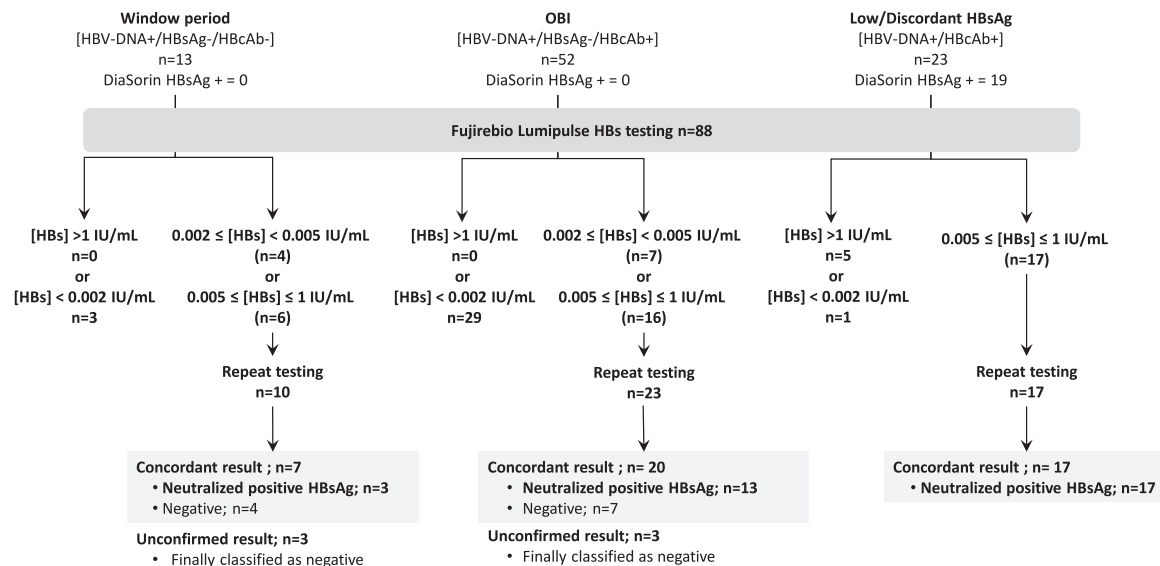 Window period
[HBV-DNA+/HBsAg-/HBcAb-]
n=13
DiaSorin HBsAg + = 0
OBI
[HBV-DNA+/HBsAg-/HBcAb+]
n=52
DiaSorin HBsAg + = 0
Low/Discordant HBsAg
[HBV-DNA+/HBcAb+]
n=23
DiaSorin HBsAg + = 19
Fujirebio Lumipulse HBs testing n=88
[HBs] >1 IU/mL
n=0
or
[HBs] < 0.002 IU/mL
n=3
0.002 ≤ [HBs] < 0.005 IU/mL
(n=4)
or
0.005 ≤ [HBs] ≤ 1 IU/mL
(n=6)
[HBs] >1 IU/mL
n=0
or
[HBs] < 0.002 IU/mL
n=29
0.002 ≤ [HBs] < 0.005 IU/mL
(n=7)
or
0.005 ≤ [HBs] ≤ 1 IU/mL
(n=16)
[HBs] >1 IU/mL
n=5
or
[HBs] < 0.002 IU/mL
n=1
0.005 ≤ [HBs] ≤ 1 IU/mL
(n=17)
Repeat testing
n=10
Repeat testing
n=23
Repeat testing
n=17
Concordant result ; n=7
• Neutralized positive HBsAg; n=3
• Negative; n=4
Unconfirmed result; n=3
• Finally classified as negative
Concordant result ; n= 20
• Neutralized positive HBsAg; n=13
• Negative; n=7
Unconfirmed result; n=3
• Finally classified as negative
Concordant result ; n= 17
• Neutralized positive HBsAg; n=17